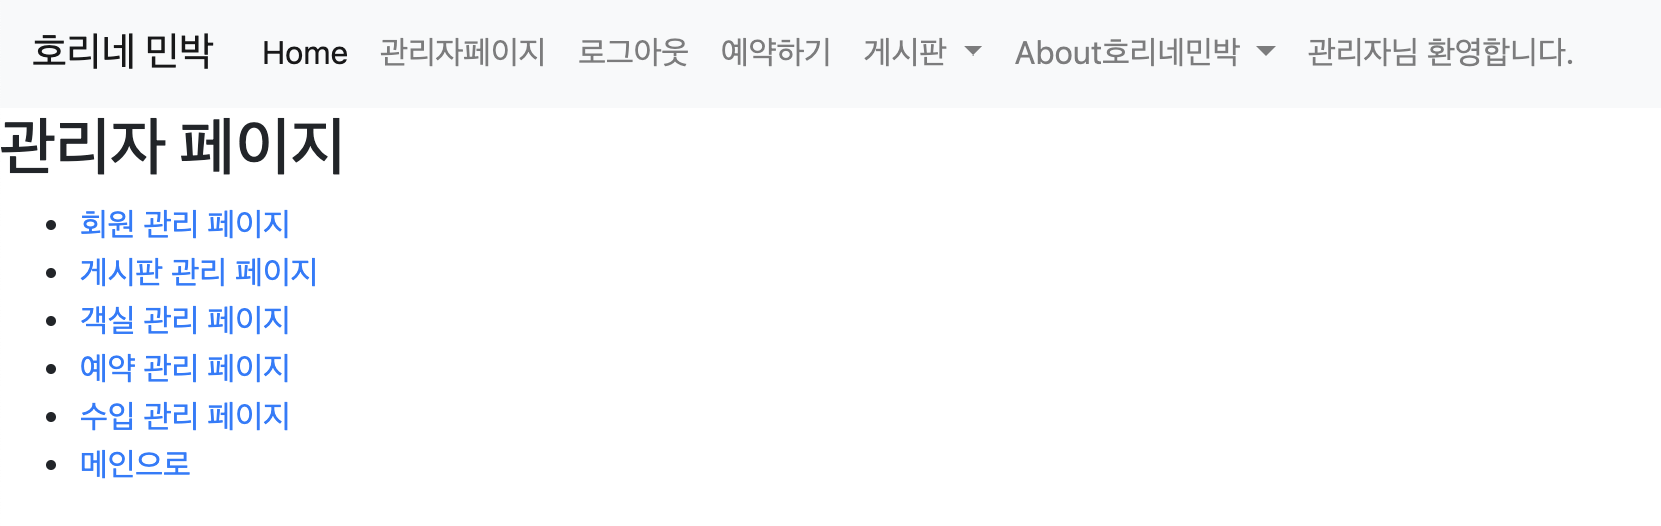 호리네 민박 Home 관리자페이지 로그아웃 예약하기 게시판 About호리네민박 관리자님 환영합니다.
관리자 페이지
회원 관리 페이지
게시판 관리 페이지
객실 관리 페이지
예약 관리 페이지
수입 관리 페이지
메인으로